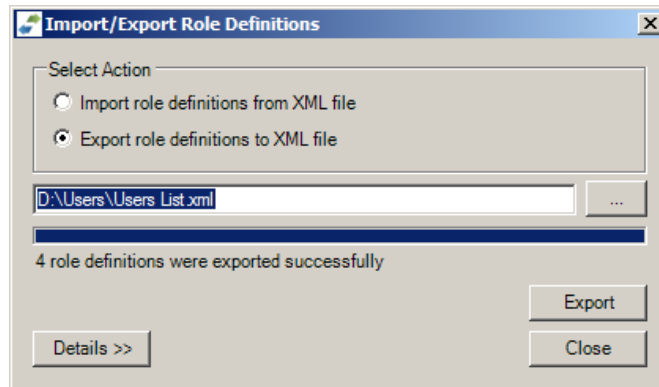 Import/Export Role Definitions
Select Action
Import role definitions from XML file
Export role definitions to XML file
D:\Users\Users List.xml
...
4 role definitions were exported successfully
Export
Details >>
Close